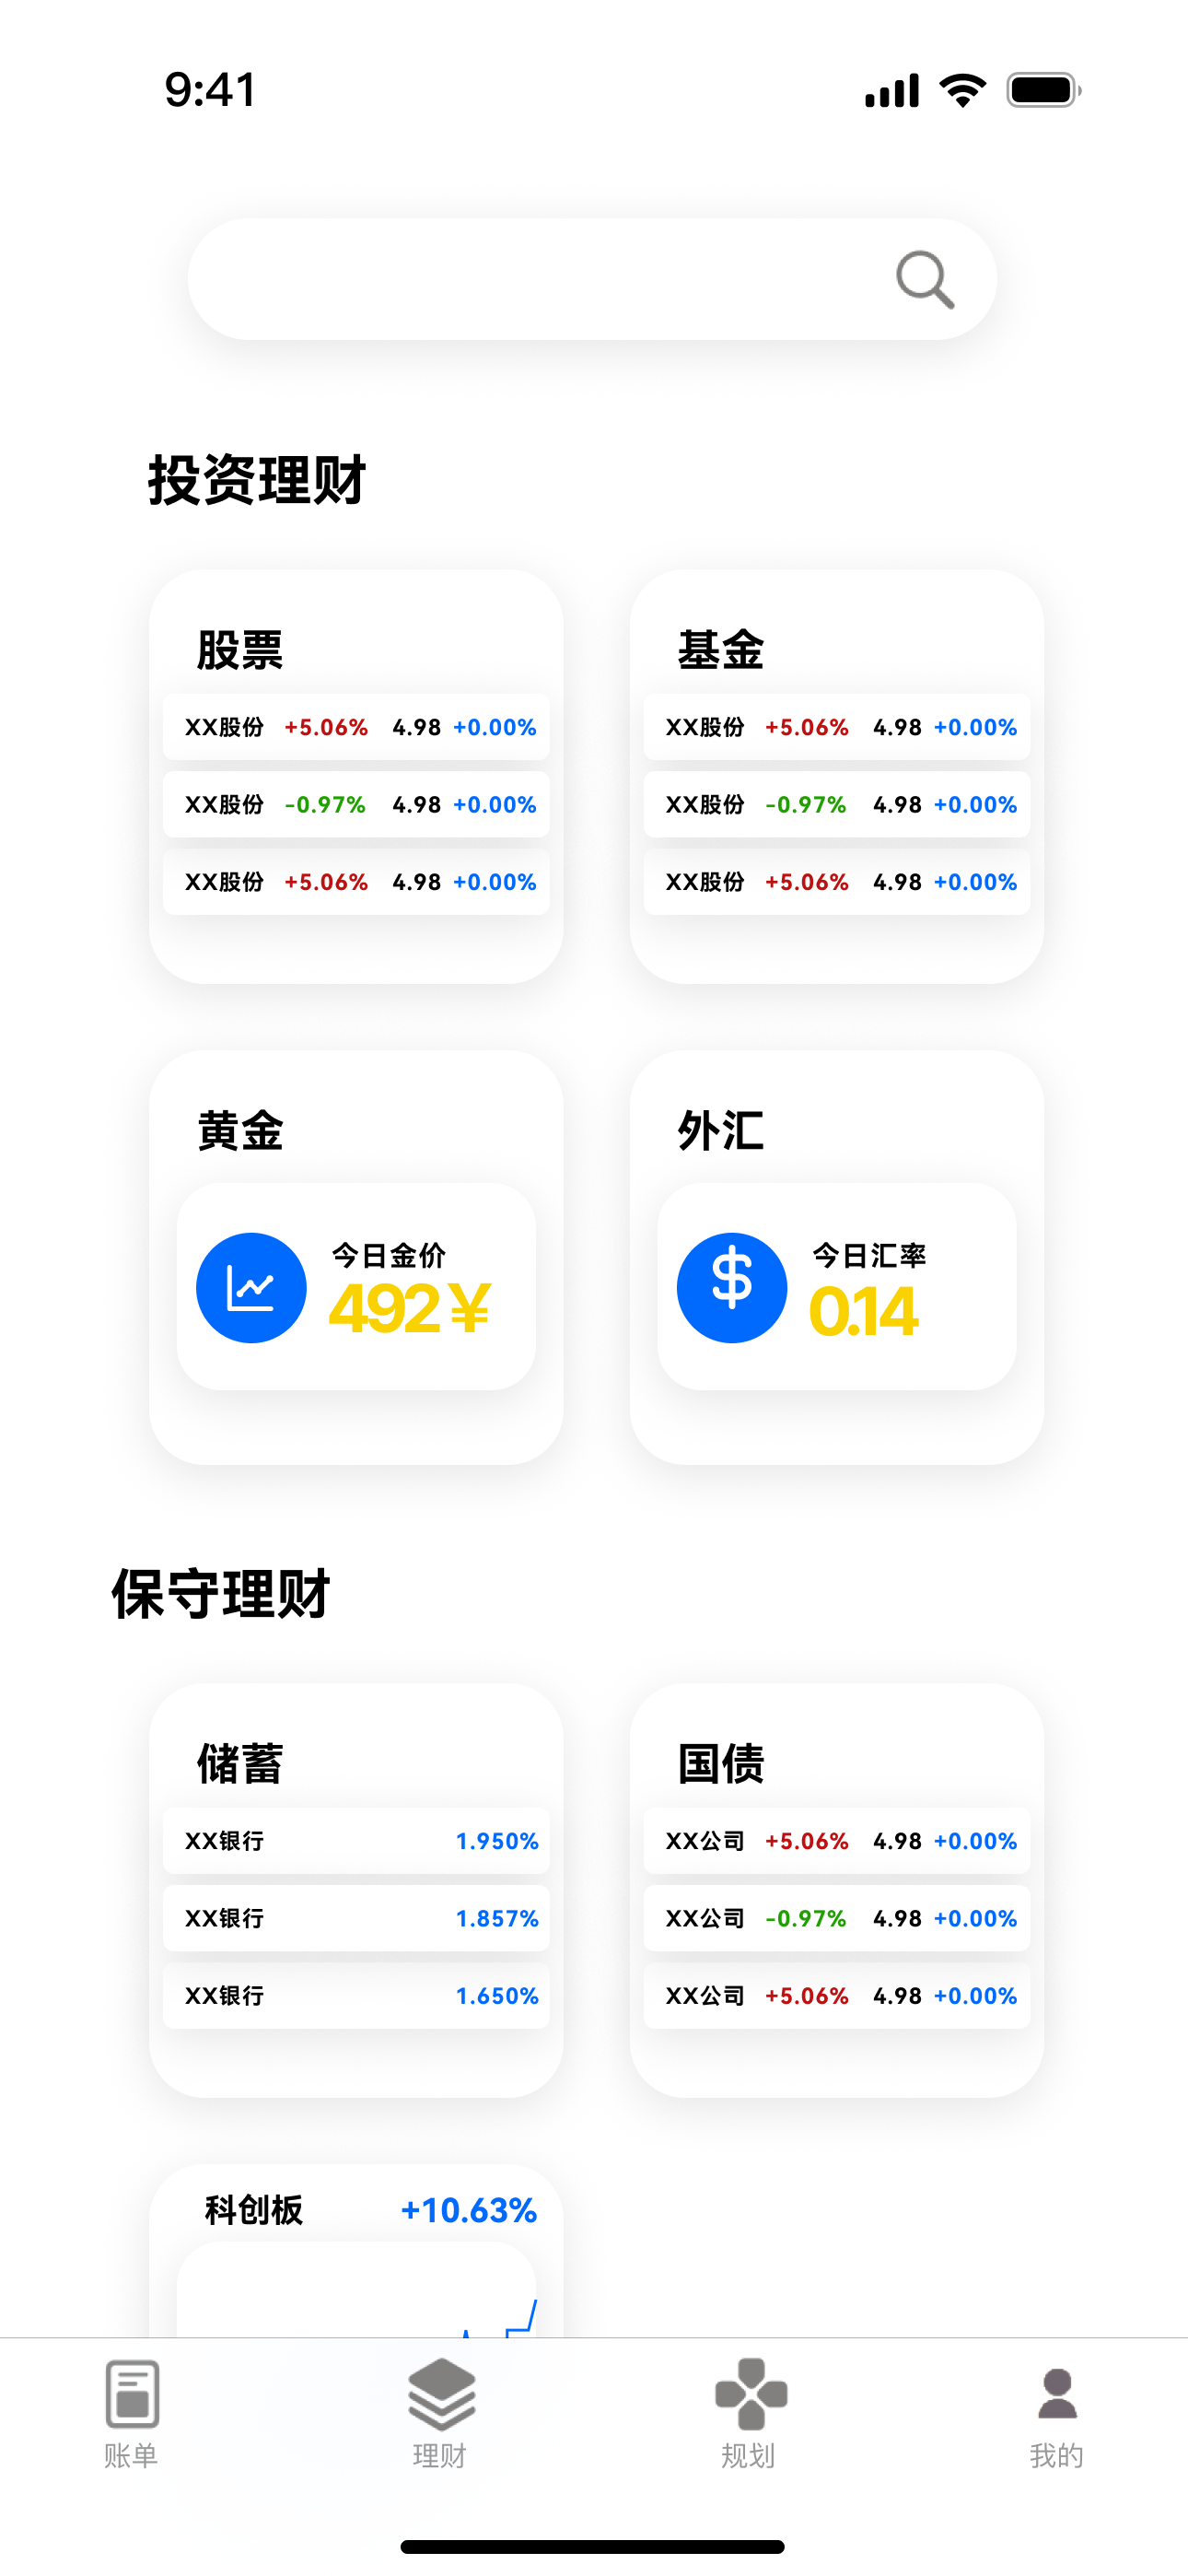 9:41
投资理财
股票
XX股份 +5.06% 4.98 +0.00%
XX股份 -0.97% 4.98 +0.00%
XX股份 +5.06% 4.98 +0.00%
基金
XX股份 +5.06% 4.98 +0.00%
XX股份 -0.97% 4.98 +0.00%
XX股份 +5.06% 4.98 +0.00%
黄金
今日金价
492￥
外汇
今日汇率
0.14
保守理财
储蓄
XX银行 1.950%
XX银行 1.857%
XX银行 1.650%
国债
XX公司 +5.06% 4.98 +0.00%
XX公司 -0.97% 4.98 +0.00%
XX公司 +5.06% 4.98 +0.00%
科创板 +10.63%
账单
理财
规划
我的